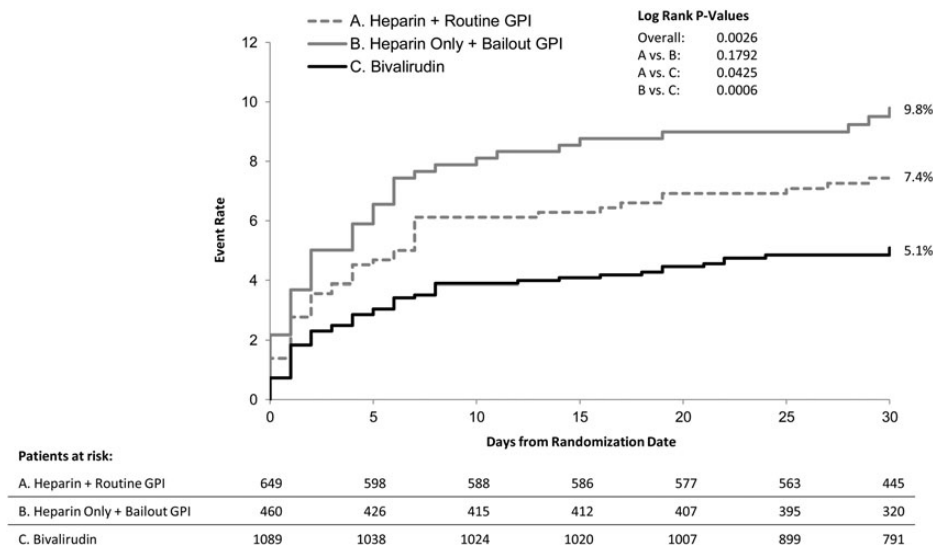 A. Heparin + Routine GPI
B. Heparin Only + Bailout GPI
C. Bivalirudin
Log Rank P-Values
Overall: 0.0026
A vs. B: 0.1792
A vs. C: 0.0425
B vs. C: 0.0006
12
10
8
6
4
2
0
Event Rate
9.8%
7.4%
5.1%
0 5 10 15 20 25 30
Days from Randomization Date
Patients at risk:
A. Heparin + Routine GPI 649 598 588 586 577 563 445
B. Heparin Only + Bailout GPI 460 426 415 412 407 395 320
C. Bivalirudin 1089 1038 1024 1020 1007 899 791